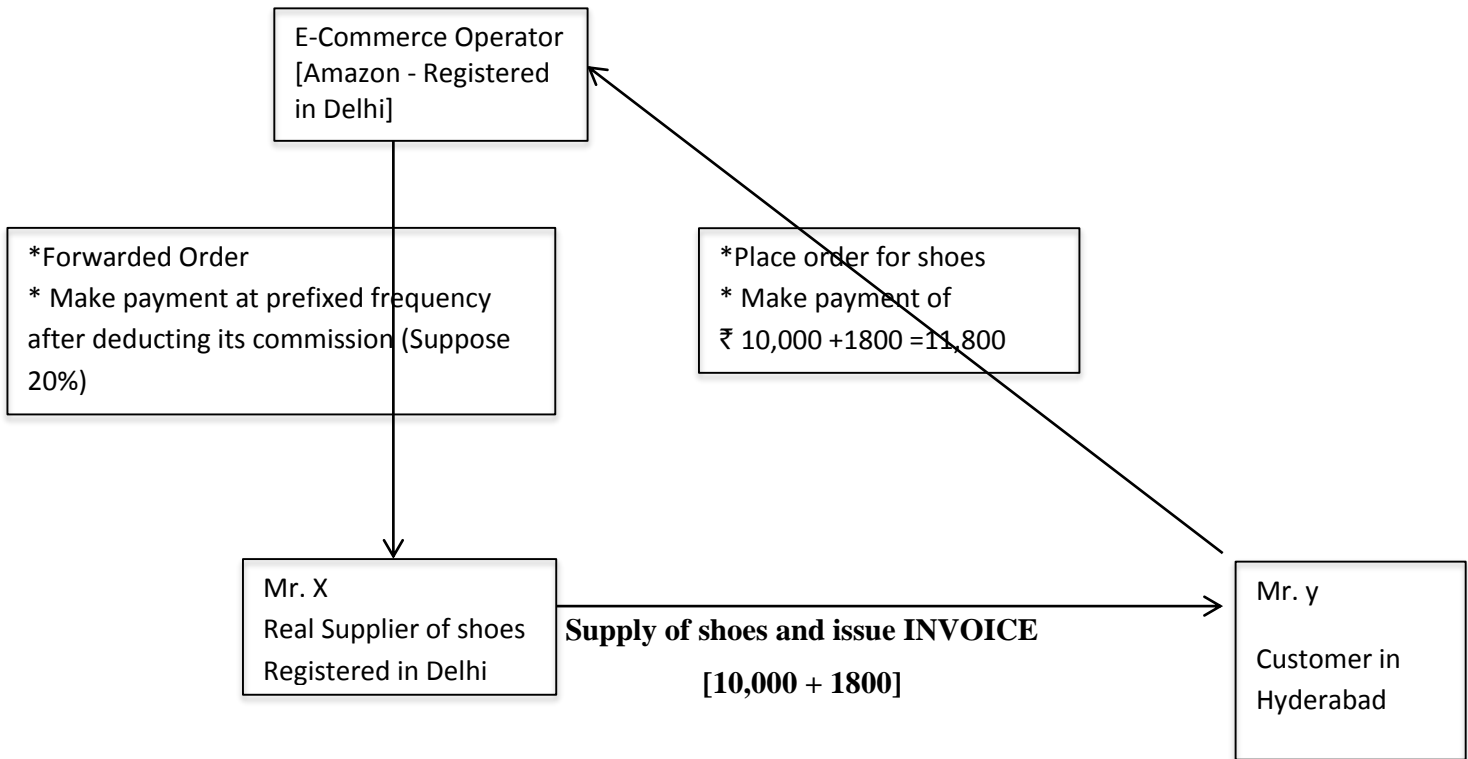 E-Commerce Operator
[Amazon - Registered
in Delhi]
*Forwarded Order
* Make payment at prefixed frequency
after deducting its commission (Suppose
20%)
*Place order for shoes
* Make payment of
₹ 10,000 +1800 =11,800
Mr. X
Real Supplier of shoes
Registered in Delhi
Supply of shoes and issue INVOICE
[10,000 + 1800]
Mr. y
Customer in
Hyderabad